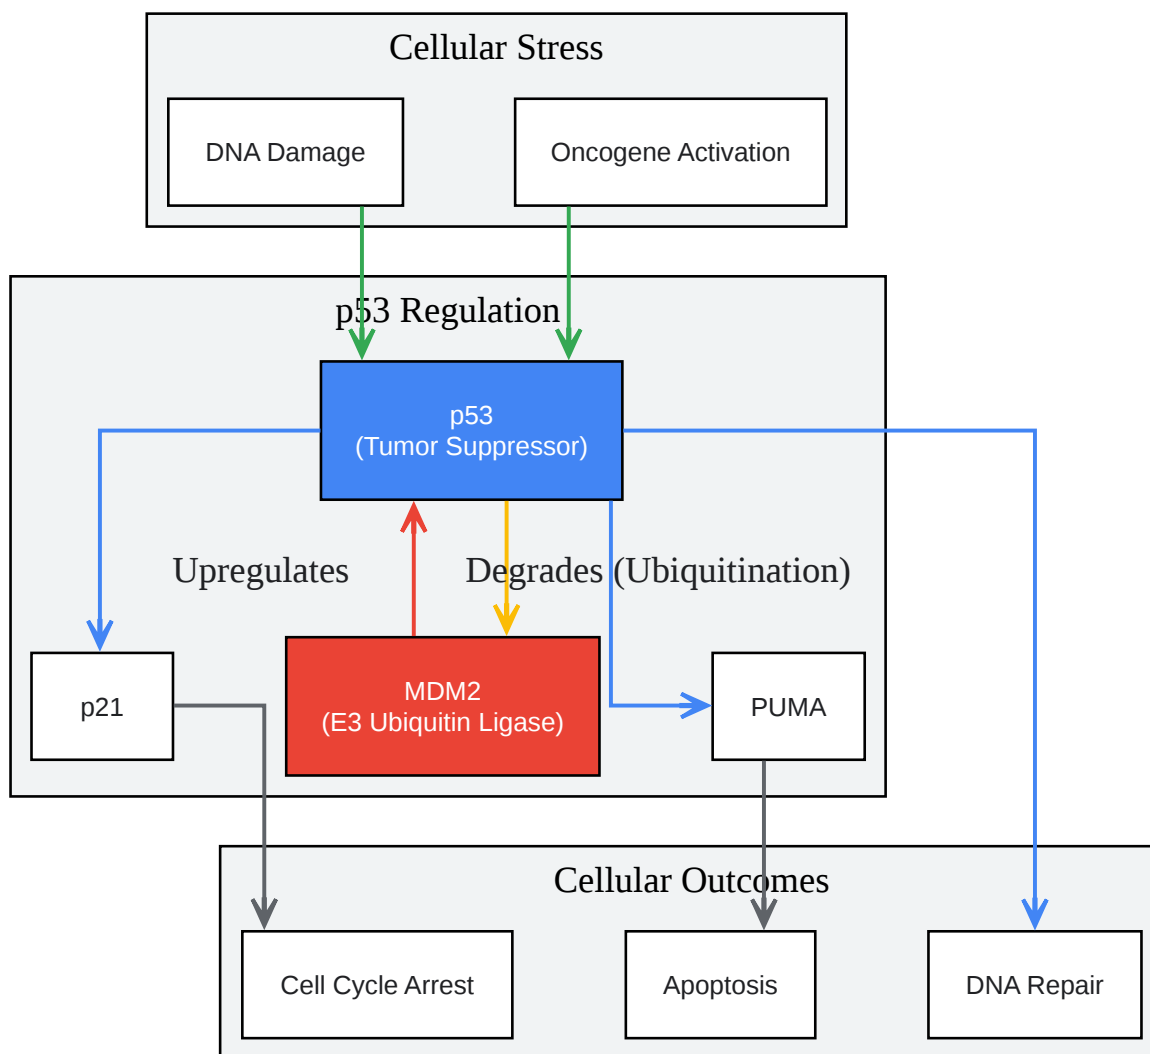 Cellular Stress
DNA Damage
Oncogene Activation
p53 Regulation
p53
(Tumor Suppressor)
Upregulates
Degrades (Ubiquitination)
p21
MDM2
(E3 Ubiquitin Ligase)
PUMA
Cellular Outcomes
Cell Cycle Arrest
Apoptosis
DNA Repair